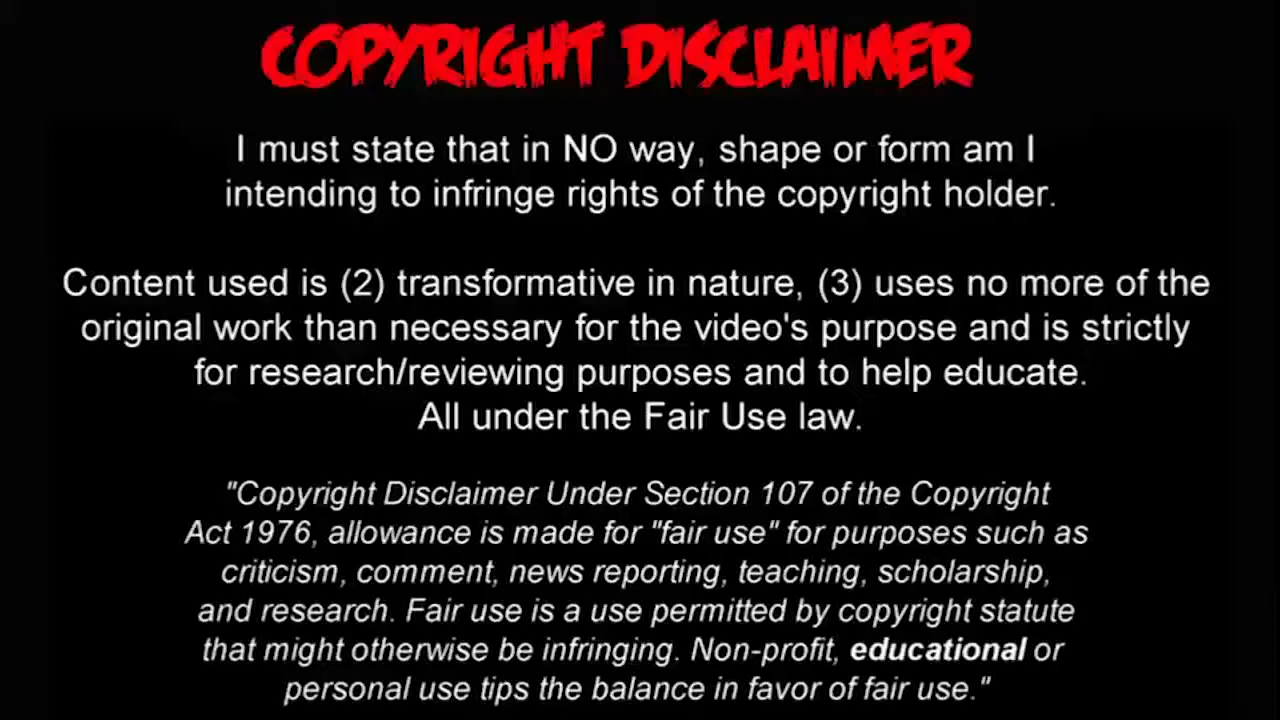 COPYRIGHT DISCLAIMER
I must state that in NO way, shape or form am I
intending to infringe rights of the copyright holder.
Content used is (2) transformative in nature, (3) uses no more of the
original work than necessary for the video's purpose and is strictly
for research/reviewing purposes and to help educate.
All under the Fair Use law.
"Copyright Disclaimer Under Section 107 of the Copyright
Act 1976, allowance is made for "fair use" for purposes such as
criticism, comment, news reporting, teaching, scholarship,
and research. Fair use is a use permitted by copyright statute
that might otherwise be infringing. Non-profit, educational or
personal use tips the balance in favor of fair use."